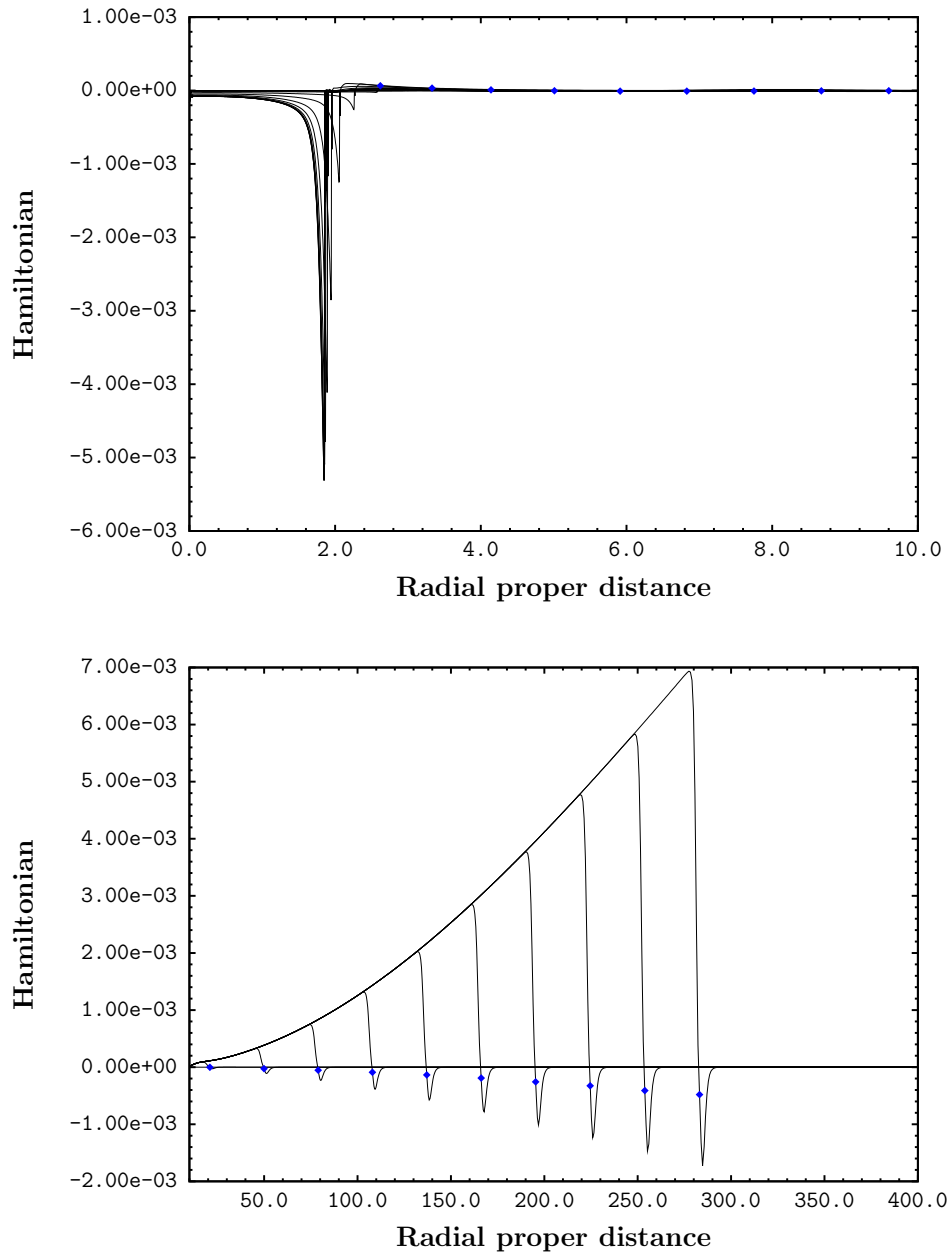 1.00e-03
0.00e+00
-1.00e-03
-2.00e-03
-3.00e-03
-4.00e-03
-5.00e-03
-6.00e-03
Hamiltonian
0.0 2.0 4.0 6.0 8.0 10.0
Radial proper distance
7.00e-03
6.00e-03
5.00e-03
4.00e-03
3.00e-03
2.00e-03
1.00e-03
0.00e+00
-1.00e-03
-2.00e-03
Hamiltonian
50.0 100.0 150.0 200.0 250.0 300.0 350.0 400.0
Radial proper distance